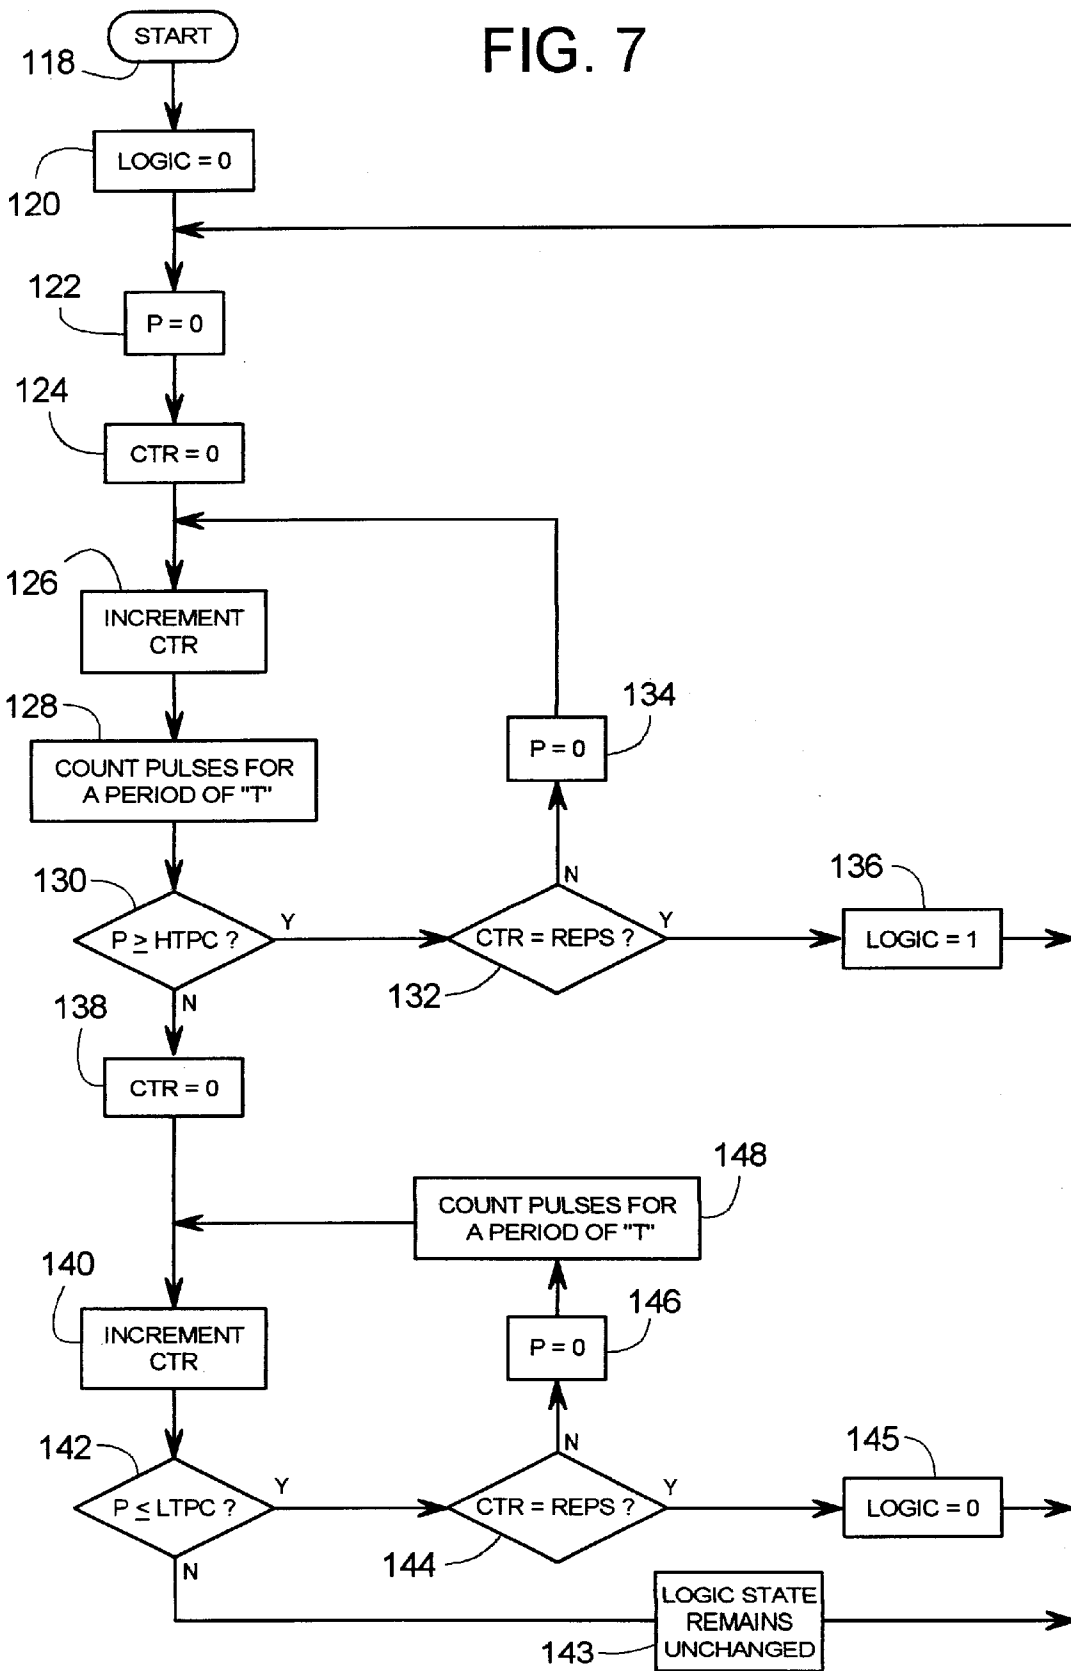 FIG. 7
START
118
LOGIC = 0
120
122
P = 0
124
CTR = 0
126
INCREMENT
CTR
128
COUNT PULSES FOR
A PERIOD OF "T"
134
P = 0
130
P ≥ HTPC ?
Y
N
CTR = REPS ?
N
Y
132
136
LOGIC = 1
138
CTR = 0
148
COUNT PULSES FOR
A PERIOD OF "T"
140
INCREMENT
CTR
146
P = 0
142
P ≤ LTPC ?
Y
N
CTR = REPS ?
N
Y
144
145
LOGIC = 0
LOGIC STATE
REMAINS
UNCHANGED
143